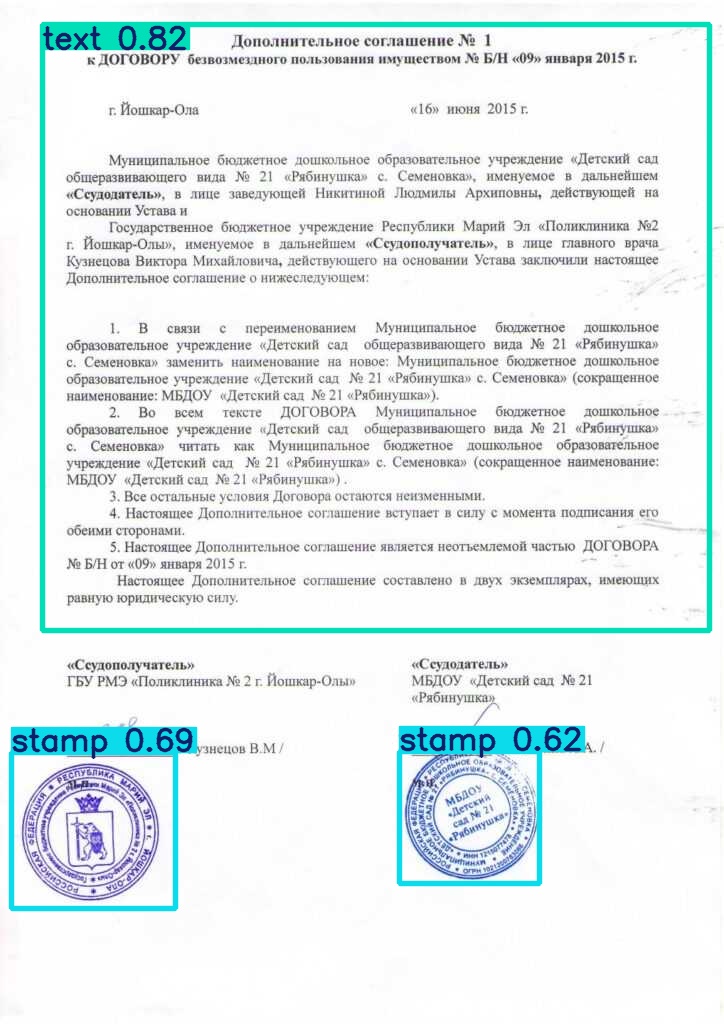 text 0.82
Дополнительное соглашение № 1
к ДОГОВОРУ безвозмездного пользования имуществом № Б/Н «09» января 2015 г.
г. Йошкар-Ола «16» июня 2015 г.
Муниципальное бюджетное дошкольное образовательное учреждение «Детский сад
общеразвивающего вида № 21 «Рябинушка» с. Семеновка», именуемое в дальнейшем
«Ссудодатель», в лице заведующей Никитиной Людмилы Архиповны, действующей на
основании Устава и
Государственное бюджетное учреждение Республики Марий Эл «Поликлиника №2
г. Йошкар-Олы», именуемое в дальнейшем «Ссудополучатель», в лице главного врача
Кузнецова Виктора Михайловича, действующего на основании Устава заключили настоящее
Дополнительное соглашение о нижеследующем:
1. В связи с переименованием Муниципальное бюджетное дошкольное
образовательное учреждение «Детский сад общеразвивающего вида № 21 «Рябинушка»
с. Семеновка» заменить наименование на новое: Муниципальное бюджетное дошкольное
образовательное учреждение «Детский сад № 21 «Рябинушка» с. Семеновка» (сокращенное
наименование: МБДОУ «Детский сад № 21 «Рябинушка»).
2. Во всем тексте ДОГОВОРА Муниципальное бюджетное дошкольное
образовательное учреждение «Детский сад общеразвивающего вида № 21 «Рябинушка»
с. Семеновка» читать как Муниципальное бюджетное дошкольное образовательное
учреждение «Детский сад № 21 «Рябинушка» с. Семеновка» (сокращенное наименование:
МБДОУ «Детский сад № 21 «Рябинушка») .
3. Все остальные условия Договора остаются неизменными.
4. Настоящее Дополнительное соглашение вступает в силу с момента подписания его
обеими сторонами.
5. Настоящее Дополнительное соглашение является неотъемлемой частью ДОГОВОРА
№ Б/Н от «09» января 2015 г.
Настоящее Дополнительное соглашение составлено в двух экземплярах, имеющих
равную юридическую силу.
«Ссудополучатель» «Ссудодатель»
ГБУ РМЭ «Поликлиника № 2 г. Йошкар-Олы» МБДОУ «Детский сад № 21
«Рябинушка»
stamp 0.69 stamp 0.62
узнецов В.М / А. /
РОССИЙСКАЯ ФЕДЕРАЦИЯ * РЕСПУБЛИКА МАРИЙ ЭЛ * г. ЙОШКАР-ОЛА
МБДОУ
«Детский
сад № 21
«Рябинушка»